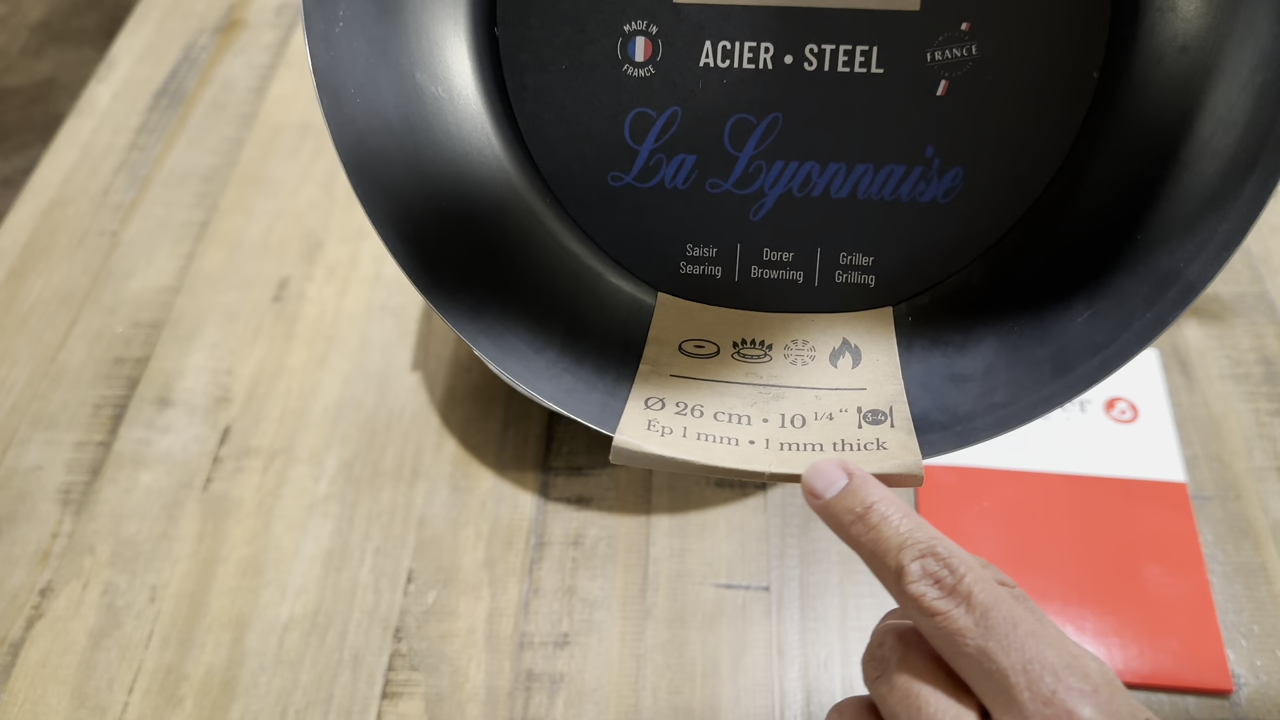 MADE IN
FRANCE
ACIER • STEEL
FRANCE
La Lyonnaise
Saisir
Searing
Dorer
Browning
Griller
Grilling
Ø 26 cm • 10 1/4 “
3-4
Ep 1 mm • 1 mm thick